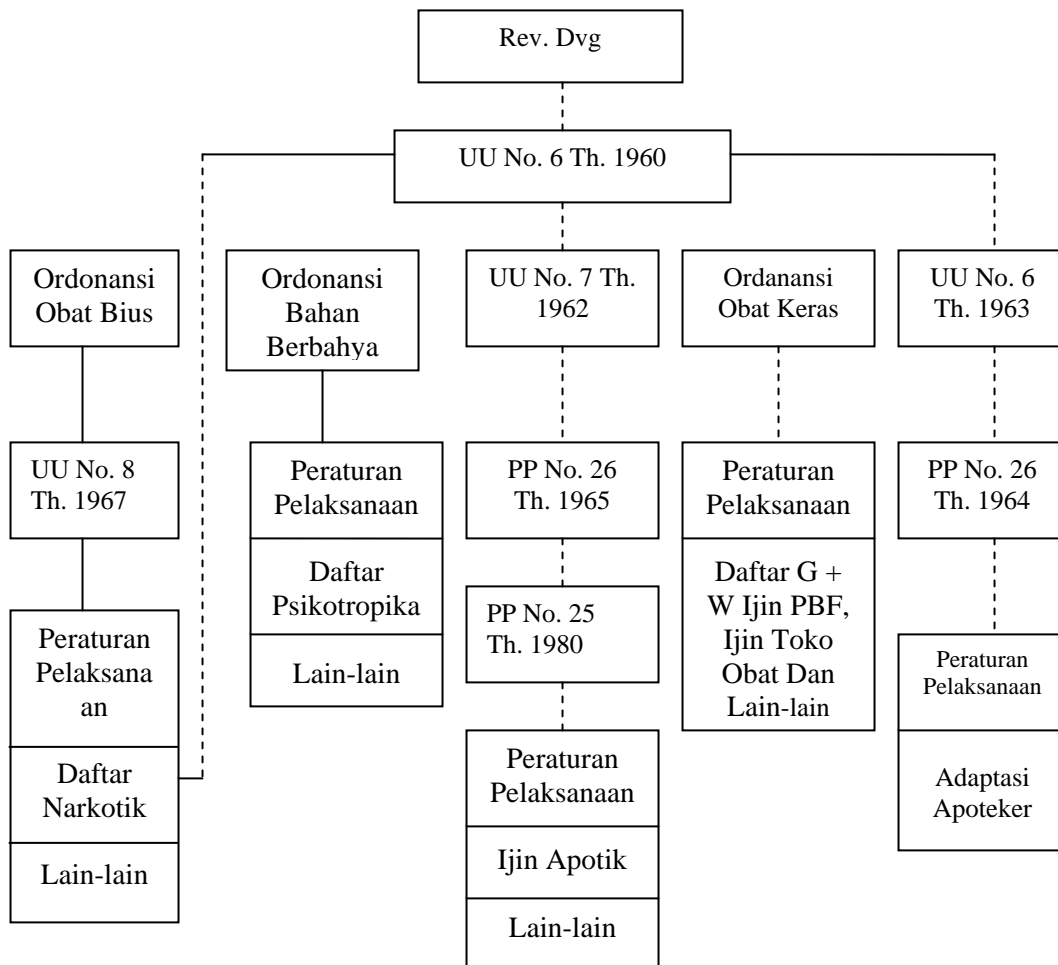 Rev. Dvg
UU No. 6 Th. 1960
Ordonansi
Obat Bius
Ordonansi
Bahan
Berbahya
UU No. 7 Th.
1962
Ordanansi
Obat Keras
UU No. 6
Th. 1963
UU No. 8
Th. 1967
Peraturan
Pelaksanaan
PP No. 26
Th. 1965
Peraturan
Pelaksanaan
PP No. 26
Th. 1964
Peraturan
Pelaksana
an
Daftar
Narkotik
Lain-lain
Daftar
Psikotropika
Lain-lain
PP No. 25
Th. 1980
Peraturan
Pelaksanaan
Ijin Apotik
Lain-lain
Daftar G +
W Ijin PBF,
Ijin Toko
Obat Dan
Lain-lain
Peraturan
Pelaksanaan
Adaptasi
Apoteker